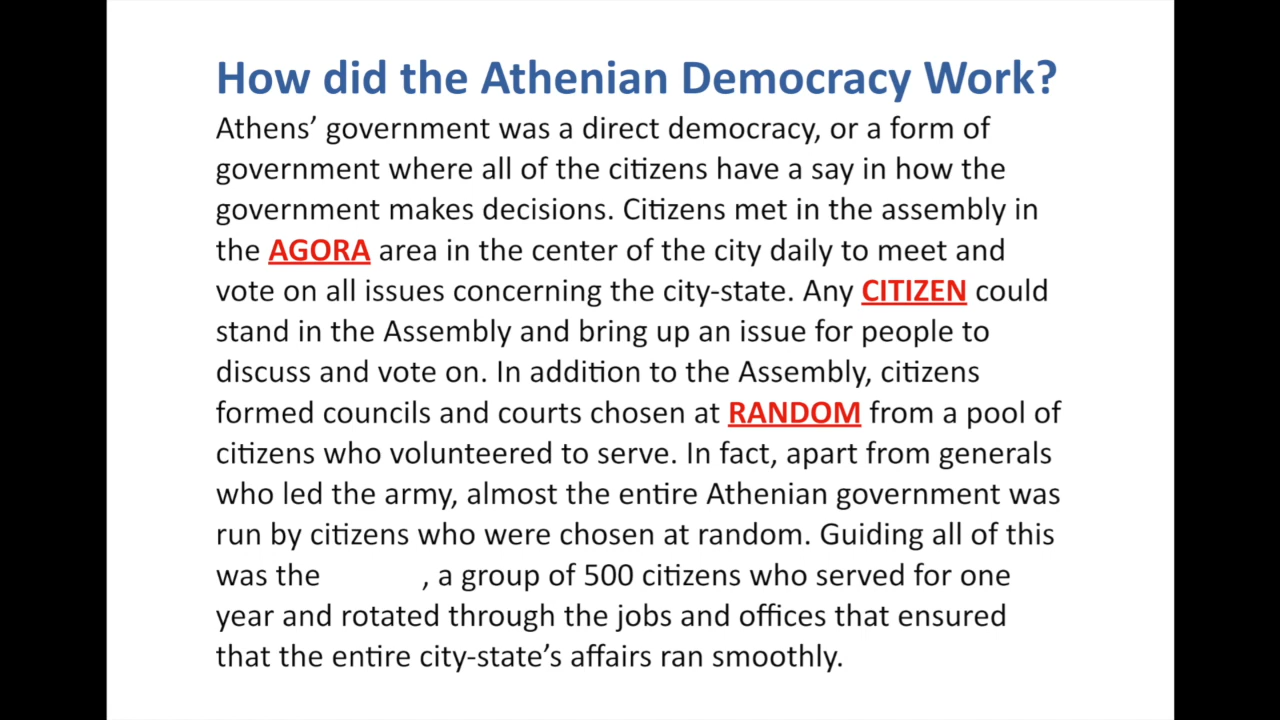 How did the Athenian Democracy Work?
Athens’ government was a direct democracy, or a form of
government where all of the citizens have a say in how the
government makes decisions. Citizens met in the assembly in
the AGORA area in the center of the city daily to meet and
vote on all issues concerning the city-state. Any CITIZEN could
stand in the Assembly and bring up an issue for people to
discuss and vote on. In addition to the Assembly, citizens
formed councils and courts chosen at RANDOM from a pool of
citizens who volunteered to serve. In fact, apart from generals
who led the army, almost the entire Athenian government was
run by citizens who were chosen at random. Guiding all of this
was the , a group of 500 citizens who served for one
year and rotated through the jobs and offices that ensured
that the entire city-state’s affairs ran smoothly.